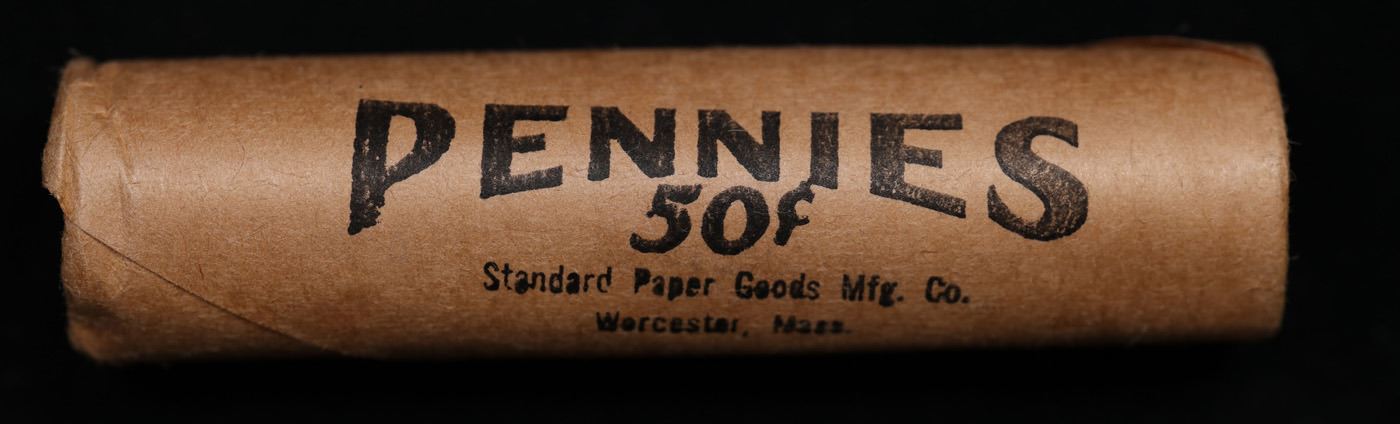 PENNIES
50¢
Standard Paper Goods Mfg. Co.
Worcester, Mass.